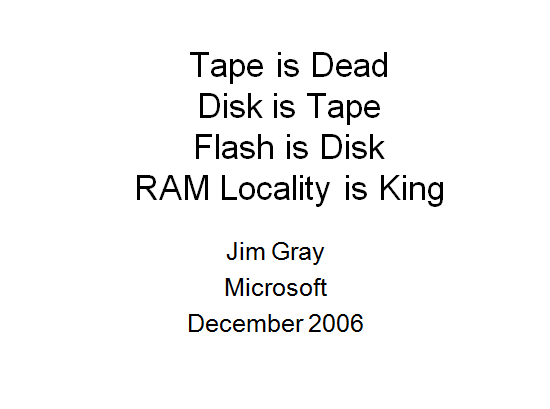 Tape is Dead
Disk is Tape
Flash is Disk
RAM Locality is King
Jim Gray
Microsoft
December 2006